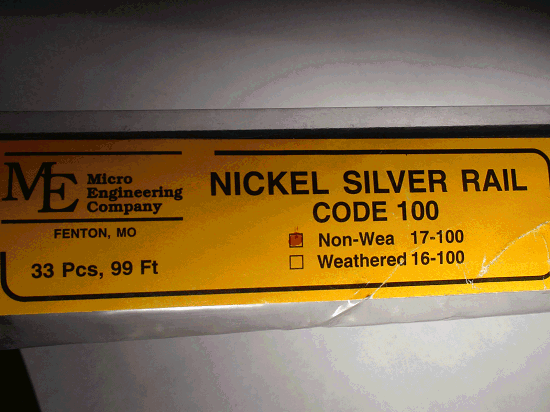 ME Micro Engineering Company
FENTON, MO
33 Pcs, 99 Ft
NICKEL SILVER RAIL
CODE 100
Non-Wea 17-100
Weathered 16-100